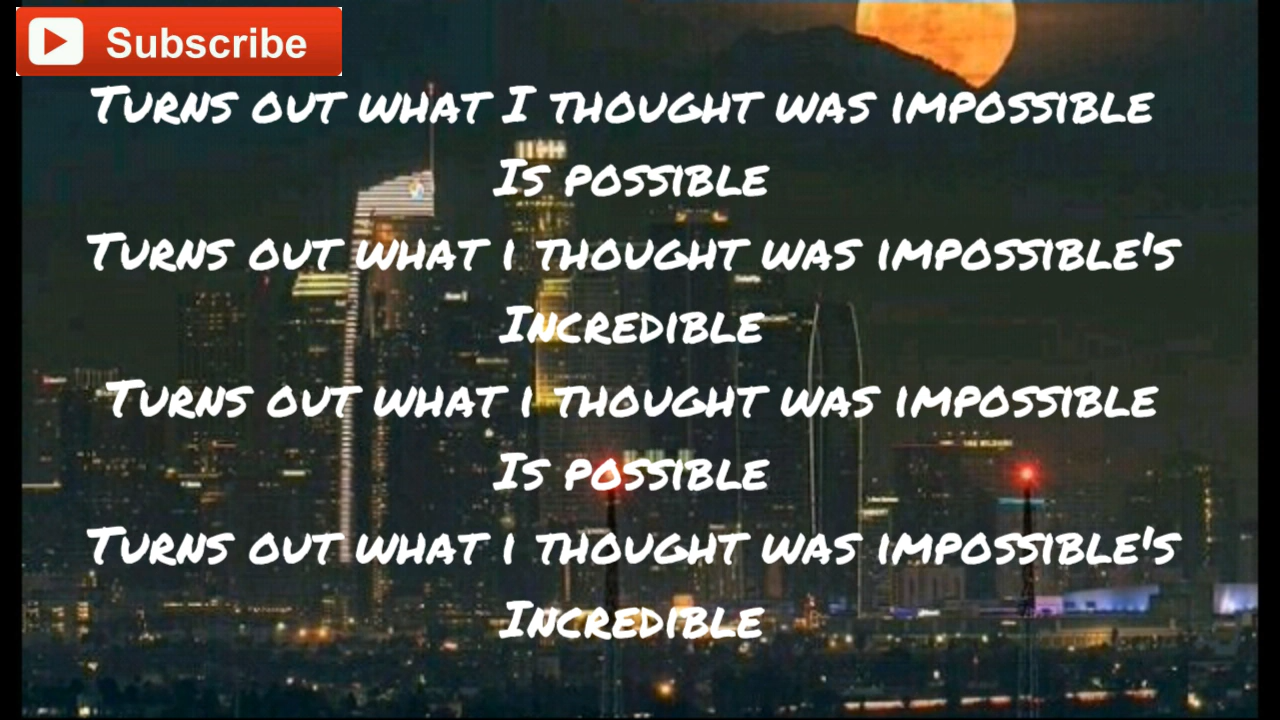 Subscribe
Turns out what I thought was impossible
Is possible
Turns out what i thought was impossible's
Incredible
Turns out what i thought was impossible
Is possible
Turns out what i thought was impossible's
Incredible